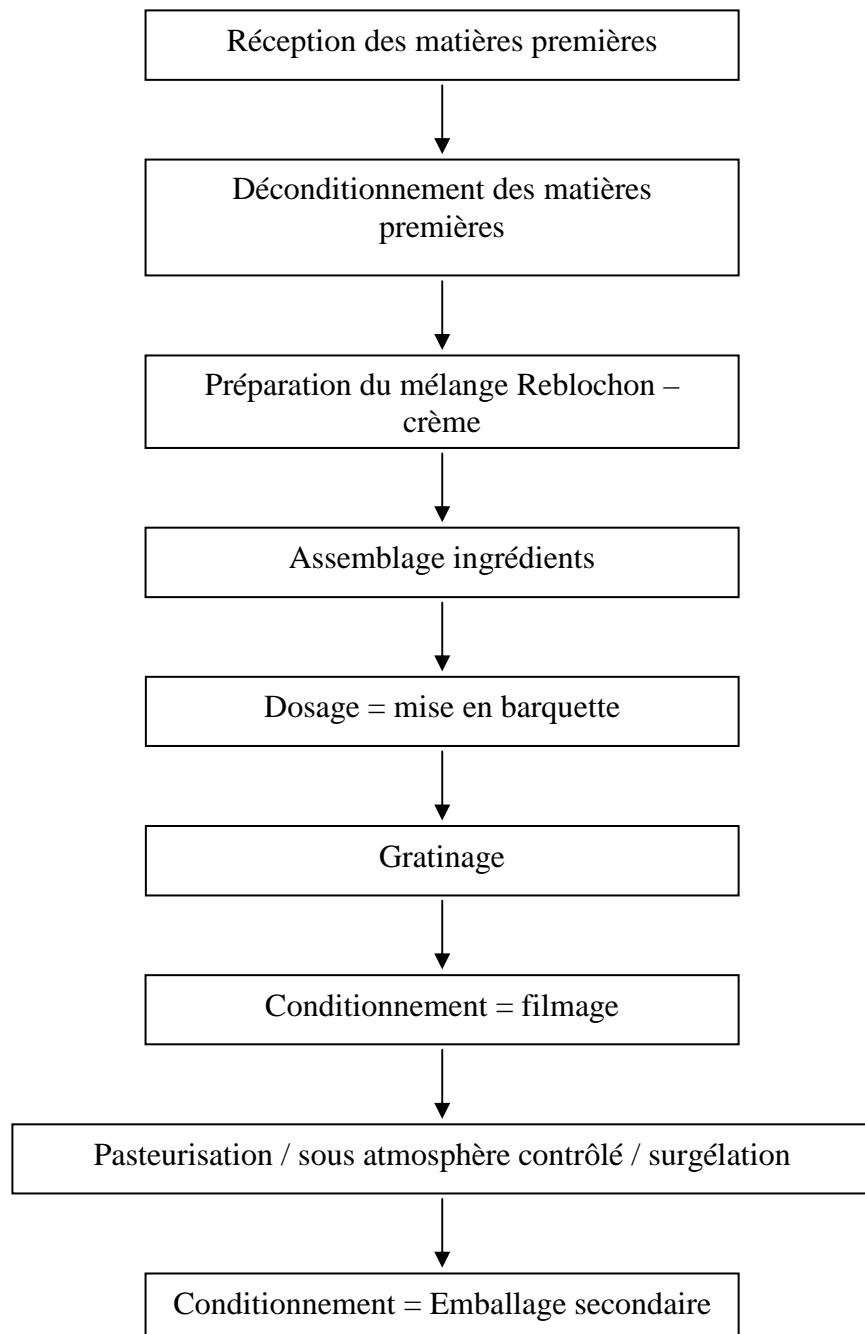 Réception des matières premières
Déconditionnement des matières
premières
Préparation du mélange Reblochon –
crème
Assemblage ingrédients
Dosage = mise en barquette
Gratinage
Conditionnement = filmage
Pasteurisation / sous atmosphère contrôlé / surgélation
Conditionnement = Emballage secondaire